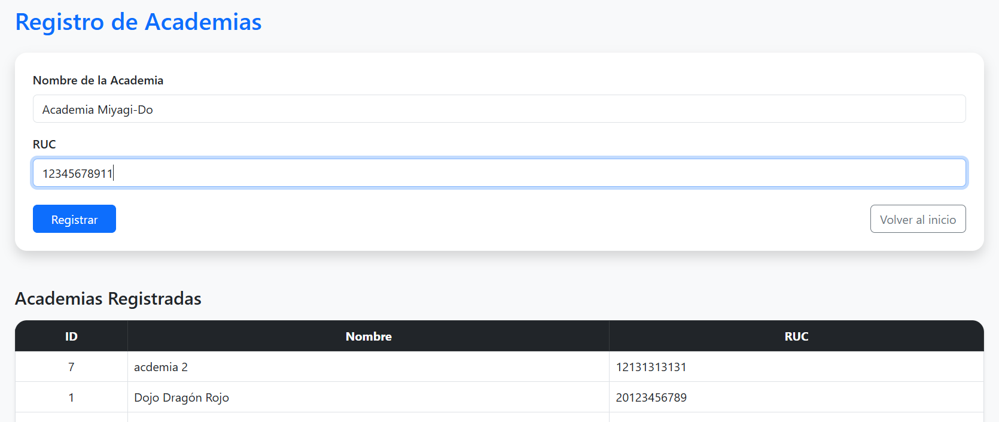 Registro de Academias
Nombre de la Academia
Academia Miyagi-Do
RUC
12345678911
Registrar Volver al inicio
Academias Registradas
ID Nombre RUC
7 acdemia 2 12131313131
1 Dojo Dragón Rojo 20123456789